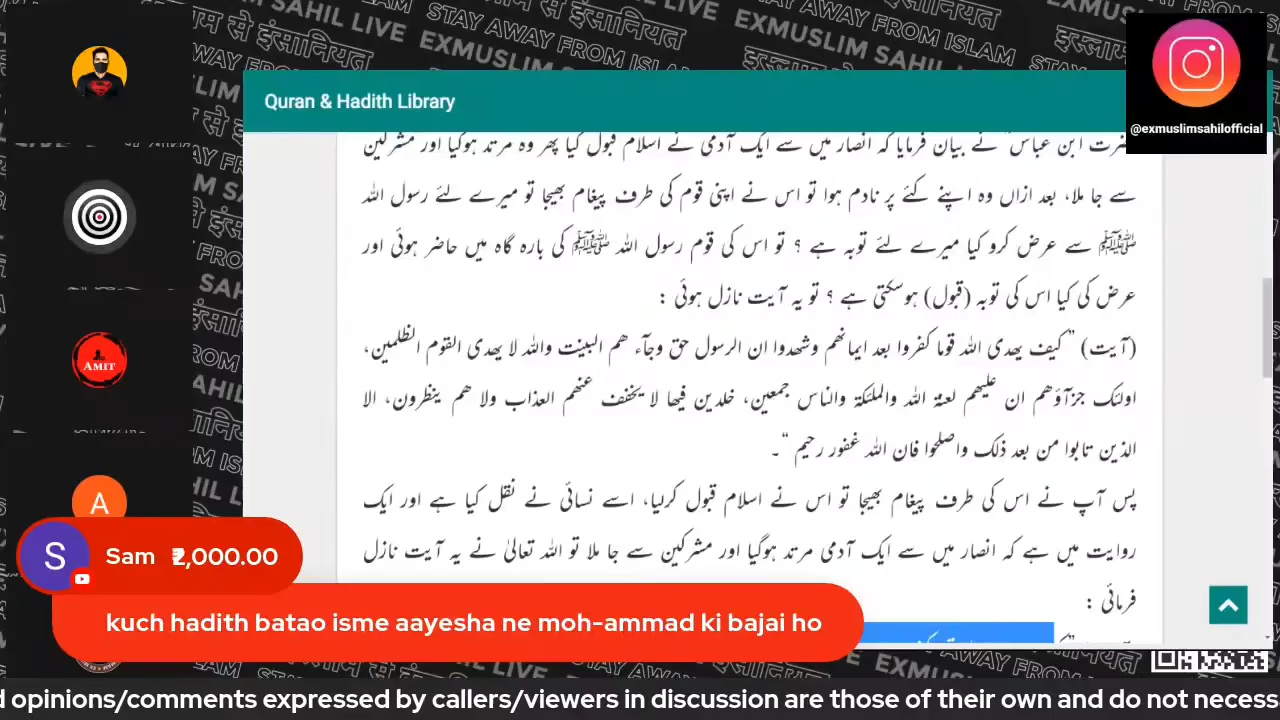 STAY AWAY FROM ISLAM
SAHIL LIVE EXMUSLIM SAHIL LIVE
@exmuslimsahilofficial
Quran & Hadith Library
ابن عباس نے بیان فرمایا کہ انصار میں سے ایک آدمی نے اسلام قبول کیا پھر وہ مرتد ہوگیا اور مشرکین
سے جا ملا، بعد ازاں وہ اپنے کئے پر نادم ہوا تو اس نے اپنی قوم کی طرف پیغام بھیجا تو میرے لئے رسول اللہ
ﷺ سے عرض کرو کیا میرے لئے توبہ ہے ؟ تو اس کی قوم رسول اللہ ﷺ کی بارہ گاہ میں حاضر ہوئی اور
عرض کی کیا اس کی توبہ (قبول) ہوسکتی ہے ؟ تو یہ آیت نازل ہوئی :
(آیت) ” کیف یھدی اللہ قوما کفروا بعد ایمانھم وشھدوا ان الرسول حق وجآء ھم البینت واللہ لا یھدی القوم الظلمین،
اولئک جزآؤھم ان علیھم لعنۃ اللہ والملئکۃ والناس جمعین، خلدین فیھا لا یخفف عنھم العذاب ولا ھم ینظرون، الا
الذین تابوا من بعد ذلک واصلحوا فان اللہ غفور رحیم “۔
پس آپ نے اس کی طرف پیغام بھیجا تو اس نے اسلام قبول کرلیا، اسے نسائی نے نقل کیا ہے اور ایک
روایت میں ہے کہ انصار میں سے ایک آدمی مرتد ہوگیا اور مشرکین سے جا ملا تو اللہ تعالیٰ نے یہ آیت نازل
فرمائی :
AMIT
A
S
Sam ₹2,000.00
kuch hadith batao isme aayesha ne moh-ammad ki bajai ho
d opinions/comments expressed by callers/viewers in discussion are those of their own and do not necess